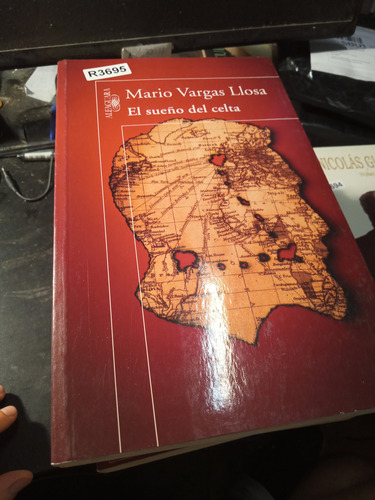 R3695
ALFAGUARA
Mario Vargas Llosa
El sueño del celta
NICOLÁS G